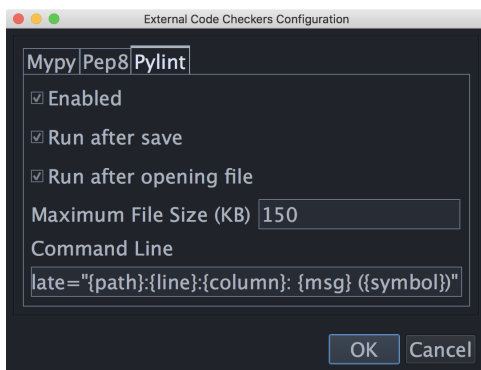 External Code Checkers Configuration
Mypy Pep8 Pylint
Enabled
Run after save
Run after opening file
Maximum File Size (KB) 150
Command Line
late="{path}:{line}:{column}: {msg} ({symbol})"
OK Cancel